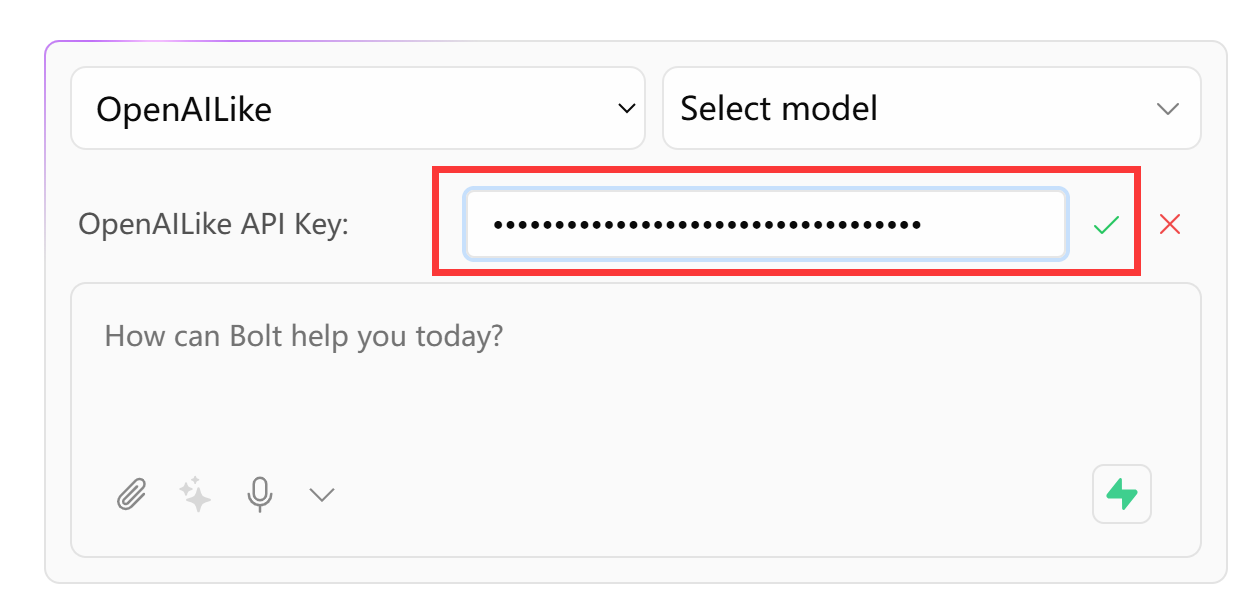 OpenAILike
Select model
OpenAILike API Key:
•••••••••••••••••••••••••••••••••••
How can Bolt help you today?